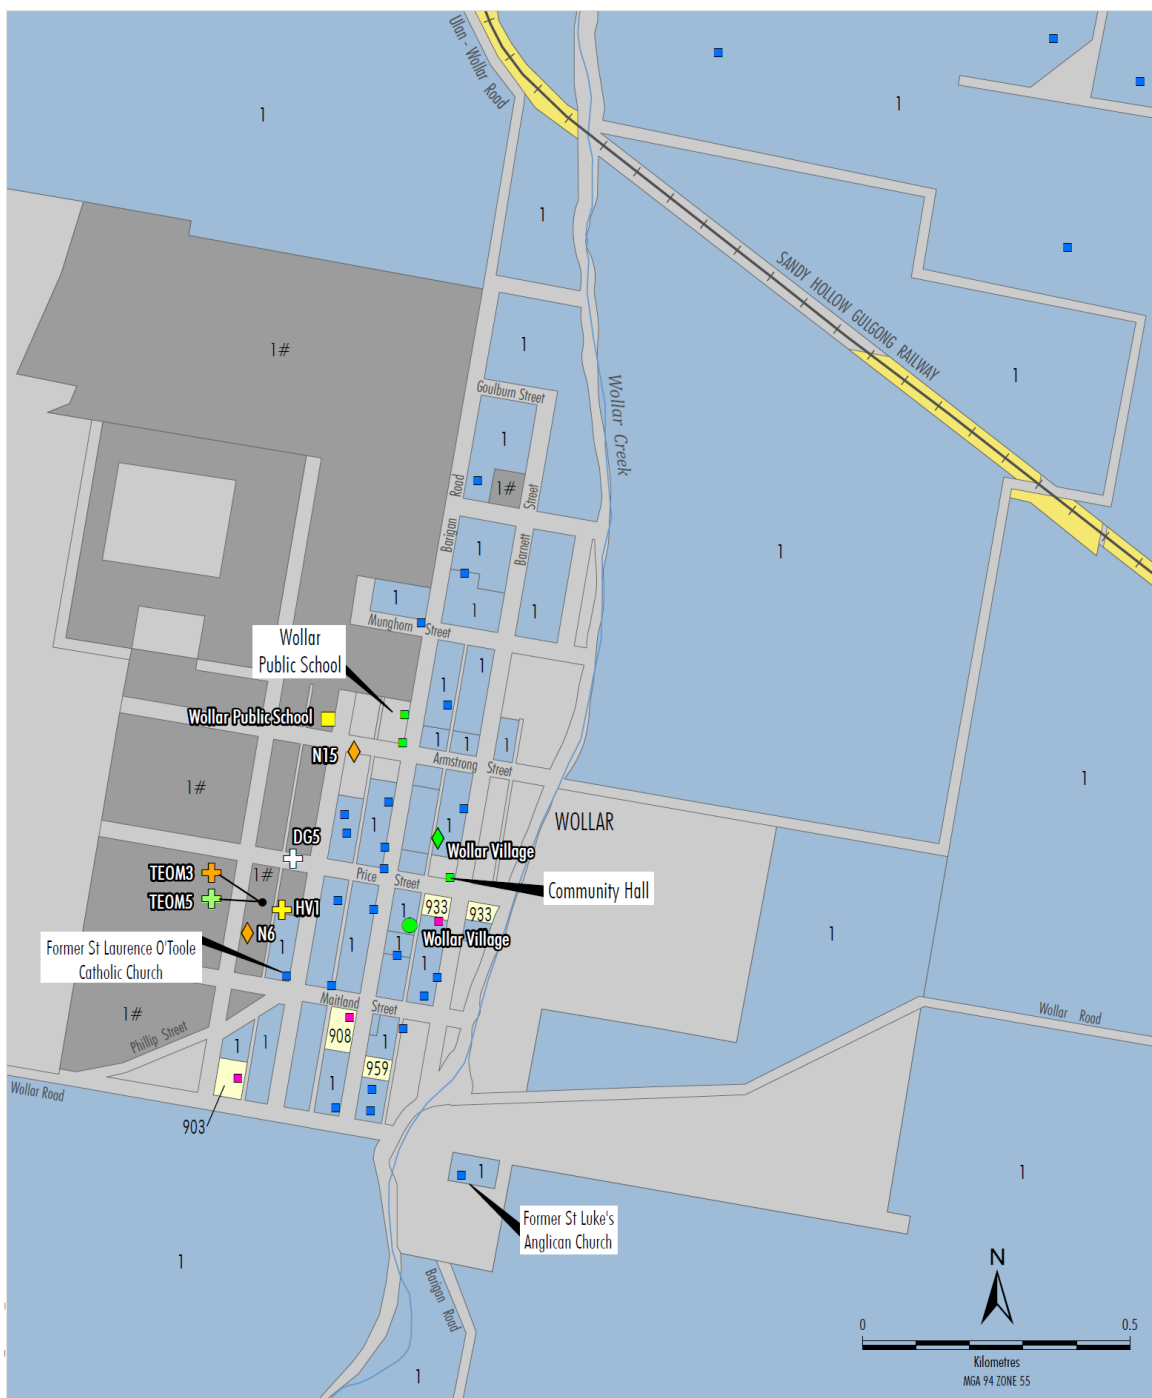 Ulan - Wollar Road
1
1
1
SANDY HOLLOW GULGONG RAILWAY
1#
1
1
Goulburn Street
Wollar Creek
1
1#
Barigan Road
Barnett Street
1
1
1
1
1
Munghorn Street
Wollar
Public School
1
1
Wollar Public School
N15
1
1
1
Armstrong Street
1
1#
WOLLAR
1
1
Wollar Village
DG5
TEOM3
1#
Price Street
Community Hall
TEOM5
HV1
933
933
1
N6
Wollar Village
Former St Laurence O'Toole
Catholic Church
1
1
1
1
1
Maitland Street
1#
Phillip Street
908
1
1
1
959
Wollar Road
Wollar Road
1
903
1
1
Former St Luke's
Anglican Church
1
Barigan Road
1
N
0 0.5
Kilometres
MGA 94 ZONE 55